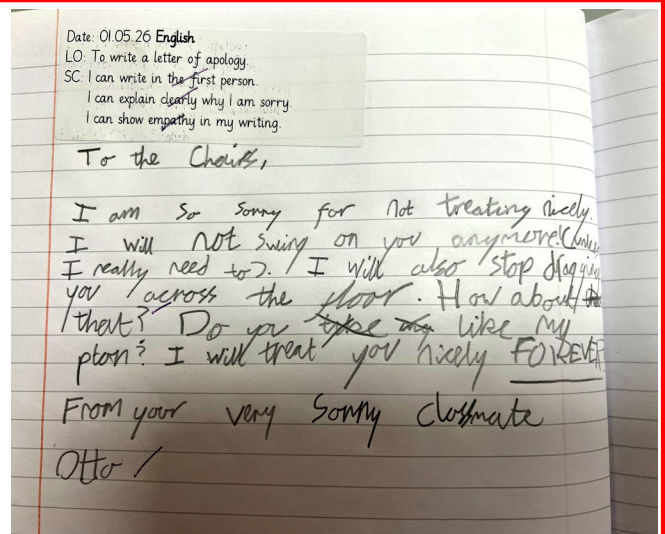 Date: 01.05.26 English
LO: To write a letter of apology.
SC: I can write in the first person.
I can explain clearly why I am sorry.
I can show empathy in my writing.
To the Chairs,
I am so sorry for not treating nicely.
I will not swing on you anymore! (unless
I really need to). I will also stop dragging
you across the floor. How about
that? Do you like my
plan? I will treat you nicely FOREVER
From your very sorry classmate
Otto!